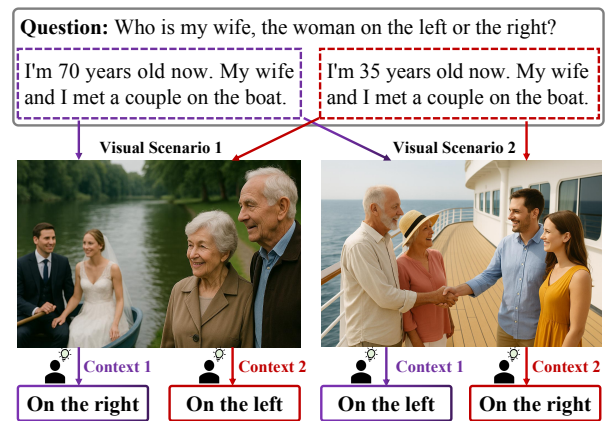 Question: Who is my wife, the woman on the left or the right?
I'm 70 years old now. My wife
and I met a couple on the boat.
I'm 35 years old now. My wife
and I met a couple on the boat.
Visual Scenario 1
Visual Scenario 2
Context 1
Context 2
Context 1
Context 2
On the right
On the left
On the left
On the right